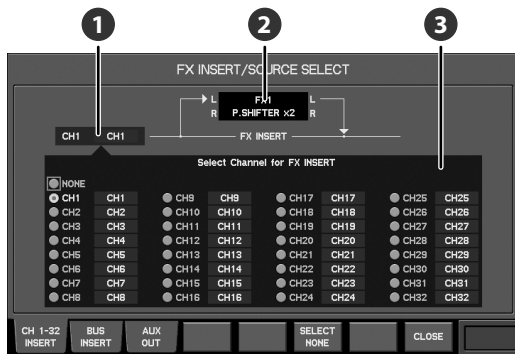 1 2 3
FX INSERT/SOURCE SELECT
L FX1 L
R P.SHIFTER x2 R
CH1 CH1 FX INSERT
Select Channel for FX INSERT
NONE
CH1 CH1 CH9 CH9 CH17 CH17 CH25 CH25
CH2 CH2 CH10 CH10 CH18 CH18 CH26 CH26
CH3 CH3 CH11 CH11 CH19 CH19 CH27 CH27
CH4 CH4 CH12 CH12 CH20 CH20 CH28 CH28
CH5 CH5 CH13 CH13 CH21 CH21 CH29 CH29
CH6 CH6 CH14 CH14 CH22 CH22 CH30 CH30
CH7 CH7 CH15 CH15 CH23 CH23 CH31 CH31
CH8 CH8 CH16 CH16 CH24 CH24 CH32 CH32
CH 1-32 BUS AUX SELECT CLOSE
INSERT INSERT OUT NONE